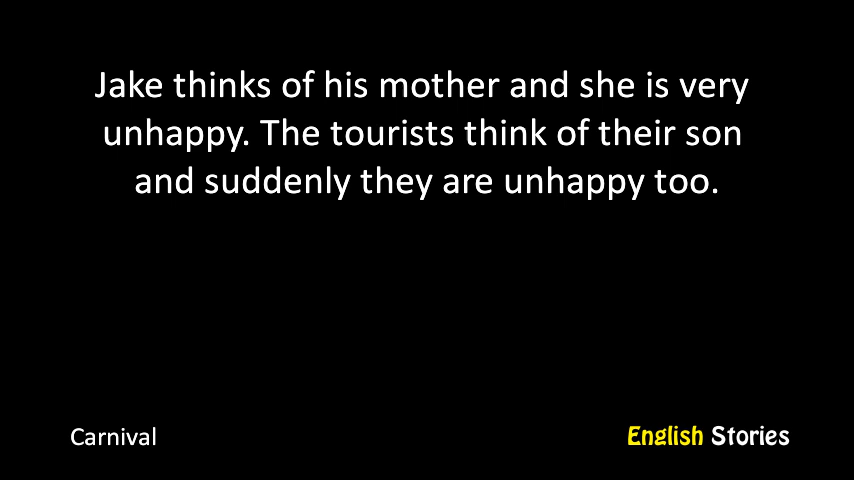 Jake thinks of his mother and she is very
unhappy. The tourists think of their son
and suddenly they are unhappy too.
Carnival
English Stories